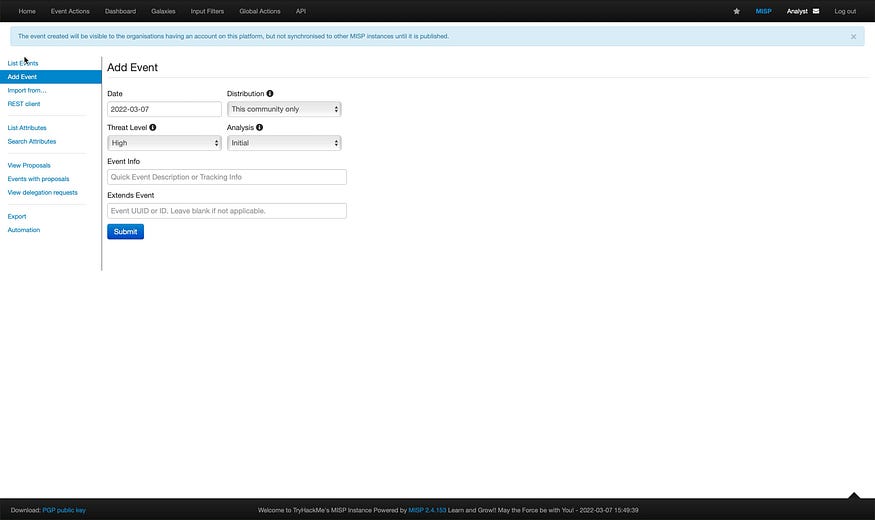 Home Event Actions Dashboard Galaxies Input Filters Global Actions API MISP Analyst Log out
The event created will be visible to the organisations having an account on this platform, but not synchronised to other MISP instances until it is published. ×
List Events
Add Event
Import from...
REST client
List Attributes
Search Attributes
View Proposals
Events with proposals
View delegation requests
Export
Automation
Add Event
Date Distribution
2022-03-07 This community only
Threat Level Analysis
High Initial
Event Info
Quick Event Description or Tracking Info
Extends Event
Event UUID or ID. Leave blank if not applicable.
Submit
Download: PGP public key Welcome to TryHackMe's MISP Instance Powered by MISP 2.4.153 Learn and Grow!! May the Force be with You! - 2022-03-07 15:49:39